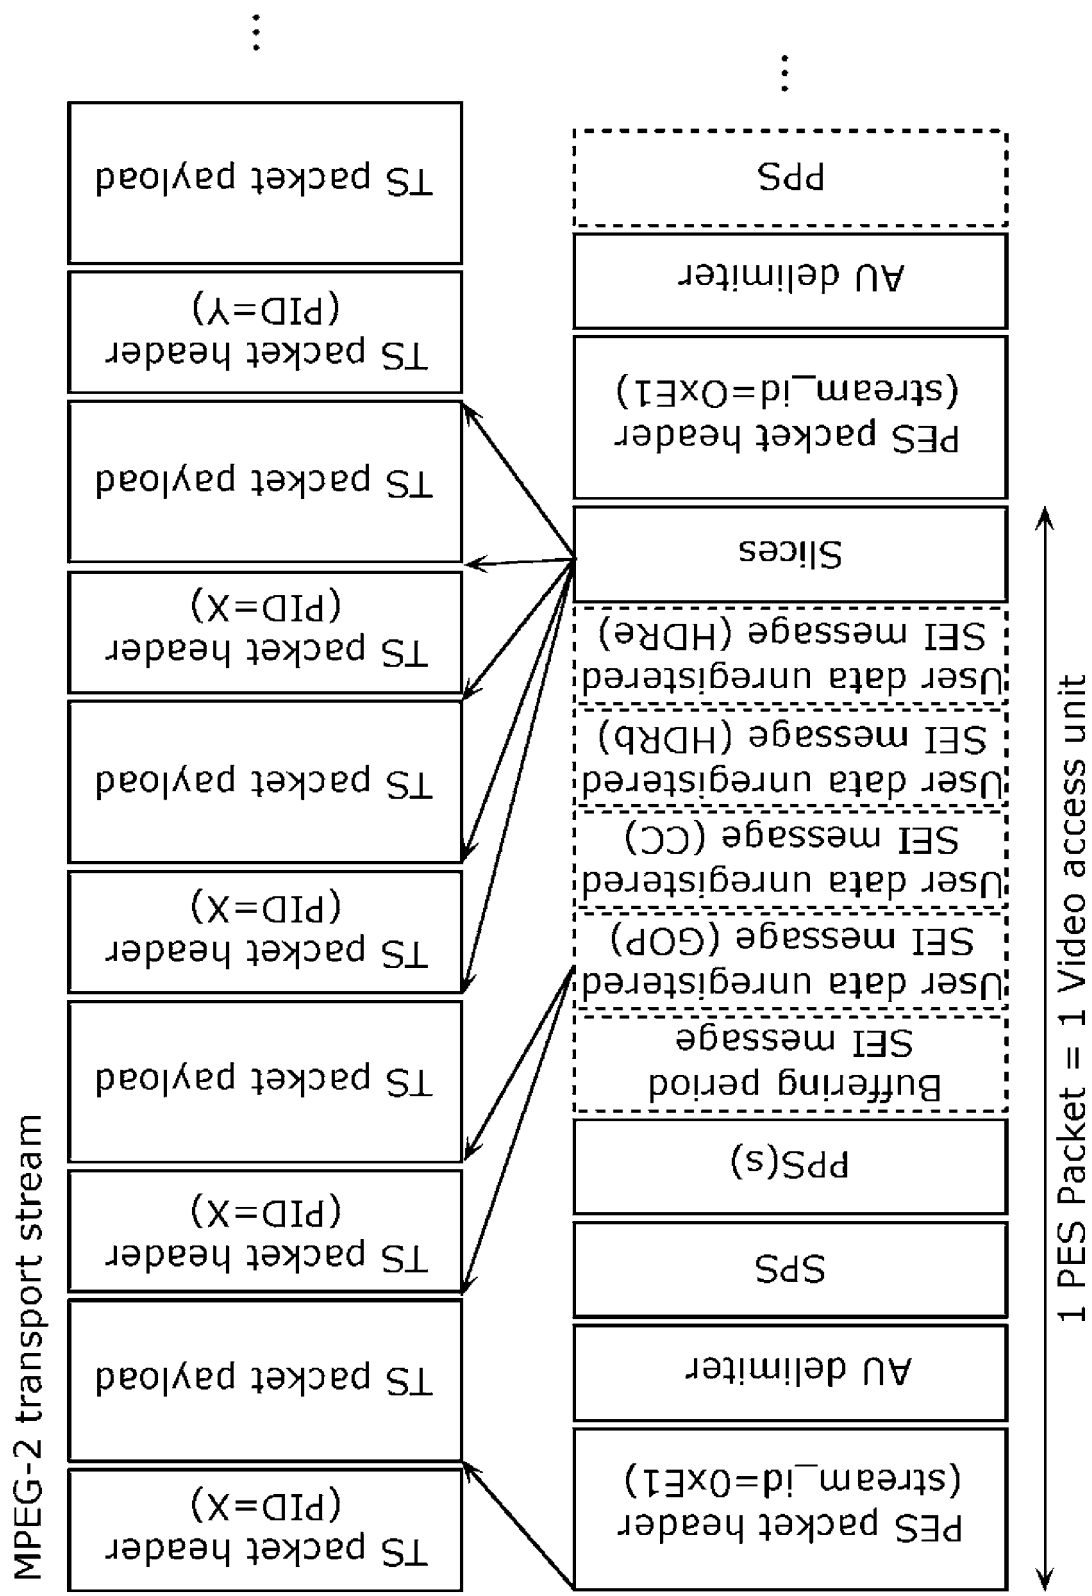 MPEG-2 transport stream
TS packet header
(PID=X)
TS packet payload
TS packet header
(PID=X)
TS packet payload
TS packet header
(PID=X)
TS packet payload
TS packet header
(PID=X)
TS packet payload
TS packet header
(PID=Y)
TS packet payload
...
PES packet header
(stream_id=0xE1)
AU delimiter
SPS
PPS(s)
Buffering period
SEI message
User data unregistered
SEI message (GOP)
User data unregistered
SEI message (CC)
User data unregistered
SEI message (HDRb)
User data unregistered
SEI message (HDRe)
Slices
PES packet header
(stream_id=0xE1)
AU delimiter
PPS
...
1 PES Packet = 1 Video access unit